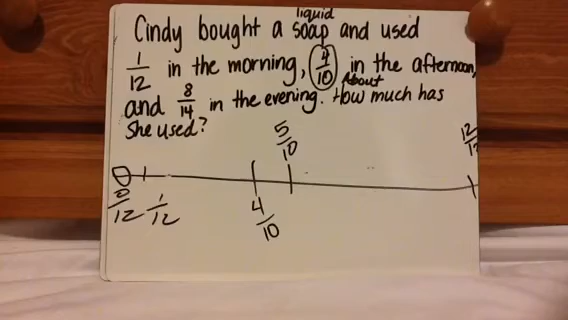 liquid
Cindy bought a soap and used
1/12 in the morning, 4/10 in the afternoon,
About
and 8/14 in the evening. How much has
She used?
5/10
12/12
0/12 1/12 4/10